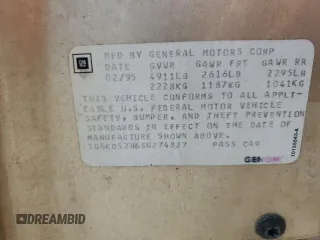 GM
MFD BY GENERAL MOTORS CORP
DATE GVWR GAWR FRT GAWR RR
02/95 4911LB 2616LB 2295LB
2228KG 1187KG 1041KG
THIS VEHICLE CONFORMS TO ALL APPLI-
CABLE U.S. FEDERAL MOTOR VEHICLE
SAFETY, BUMPER, AND THEFT PREVENTION
STANDARDS IN EFFECT ON THE DATE OF
MANUFACTURE SHOWN ABOVE.
PASS CAR
DREAMBID